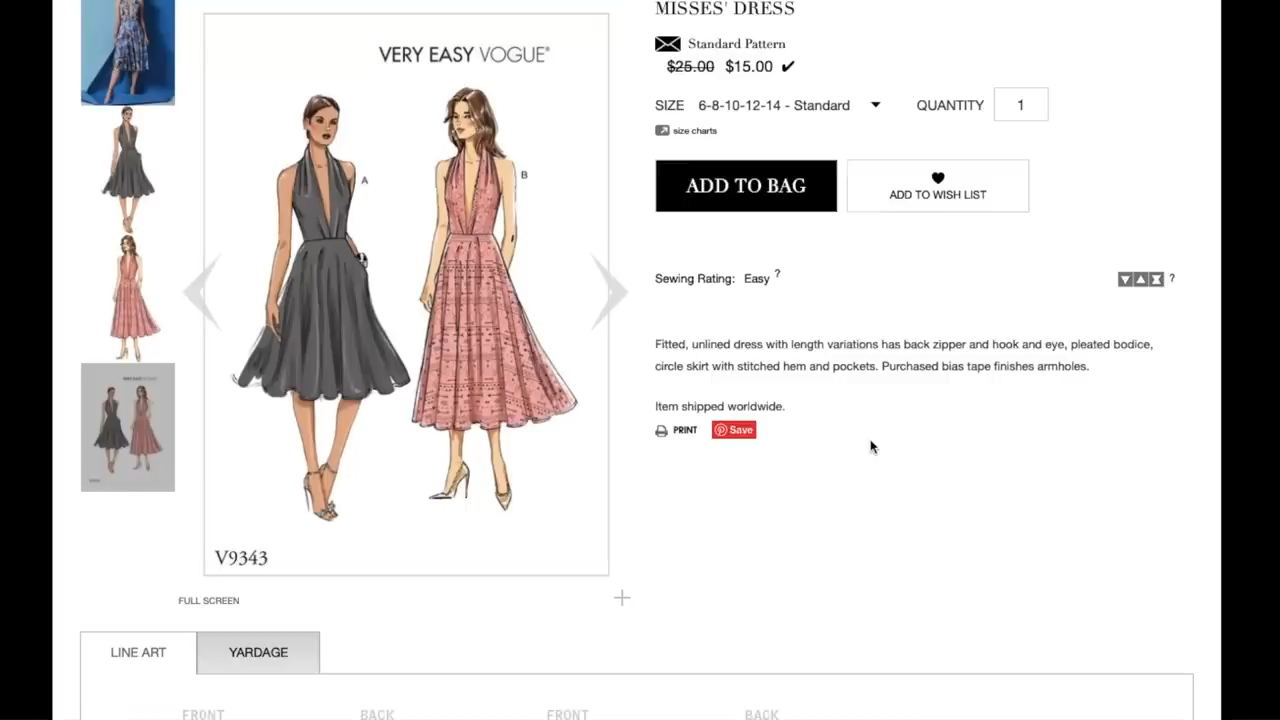 MISSES' DRESS
Standard Pattern
$25.00 $15.00 ✔
SIZE 6-8-10-12-14 - Standard QUANTITY 1
size charts
ADD TO BAG
ADD TO WISH LIST
Sewing Rating: Easy ?
?
Fitted, unlined dress with length variations has back zipper and hook and eye, pleated bodice,
circle skirt with stitched hem and pockets. Purchased bias tape finishes armholes.
Item shipped worldwide.
PRINT Save
VERY EASY VOGUE®
A
B
V9343
FULL SCREEN
LINE ART YARDAGE
FRONT BACK FRONT BACK